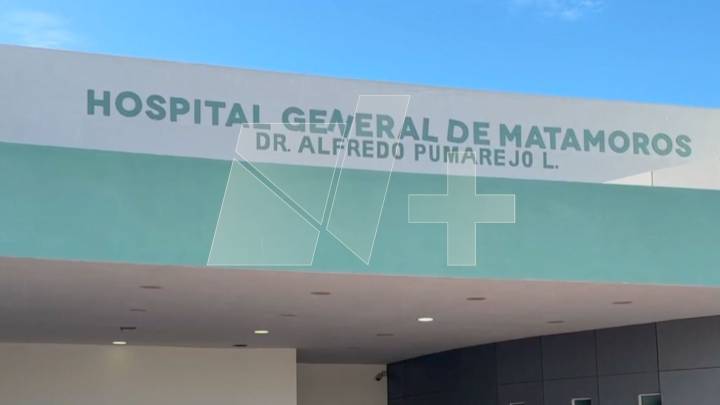 HOSPITAL GENERAL DE MATAMOROS
DR. ALFREDO PUMAREJO L.
N+